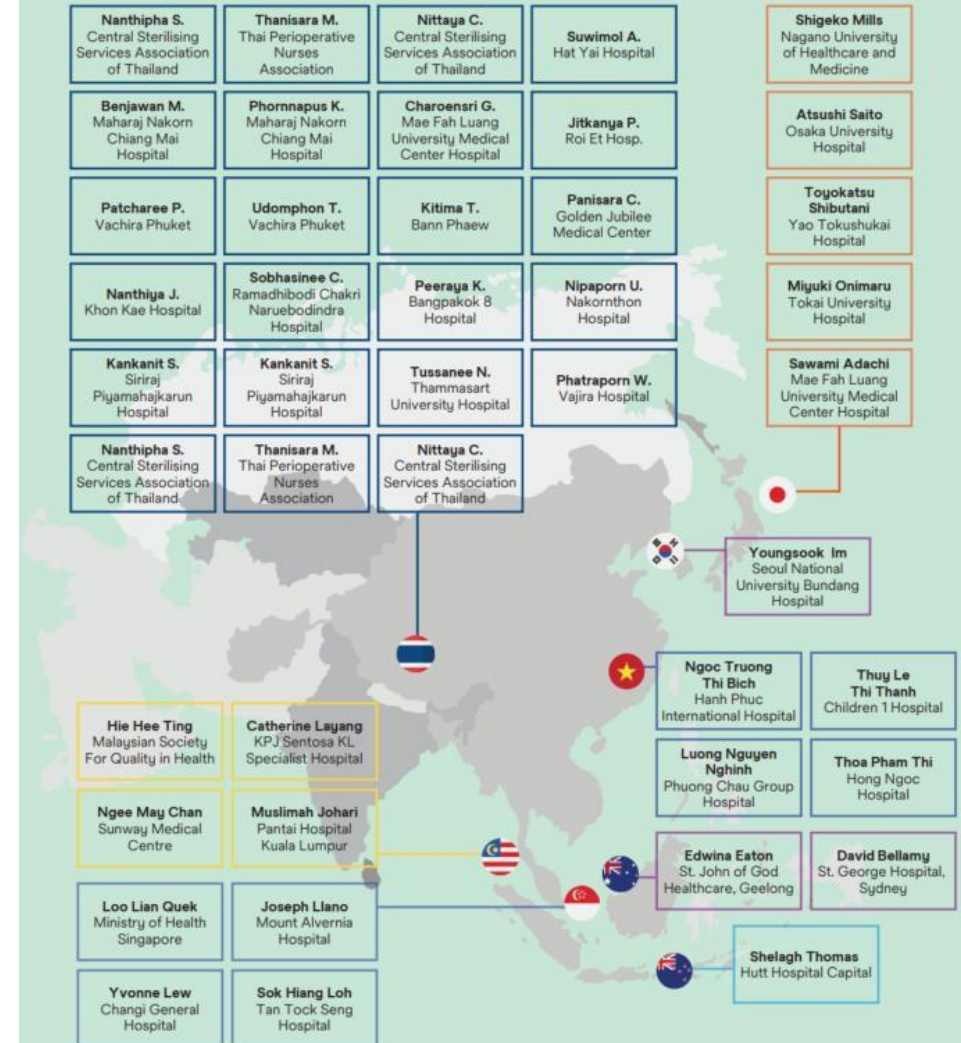 Nanthipha S.
Central Sterilising
Services Association
of Thailand
Thanisara M.
Thai Perioperative
Nurses
Association
Nittaya C.
Central Sterilising
Services Association
of Thailand
Suwimol A.
Hat Yai Hospital
Shigeko Mills
Nagano University
of Healthcare and
Medicine
Benjawan M.
Maharaj Nakorn
Chiang Mai
Hospital
Phornnapus K.
Maharaj Nakorn
Chiang Mai
Hospital
Charoensri G.
Mae Fah Luang
University Medical
Center Hospital
Jitkanya P.
Roi Et Hosp.
Atsushi Saito
Osaka University
Hospital
Patcharee P.
Vachira Phuket
Udomphon T.
Vachira Phuket
Kitima T.
Bann Phaew
Panisara C.
Golden Jubilee
Medical Center
Toyokatsu
Shibutani
Yao Tokushukai
Hospital
Nanthiya J.
Khon Kae Hospital
Sobhasinee C.
Ramadhibodi Chakri
Naruebodindra
Hospital
Peeraya K.
Bangpakok 8
Hospital
Nipaporn U.
Nakornthon
Hospital
Miyuki Onimaru
Tokai University
Hospital
Kankanit S.
Siriraj
Piyamahajkarun
Hospital
Kankanit S.
Siriraj
Piyamahajkarun
Hospital
Tussanee N.
Thammasart
University Hospital
Phatraporn W.
Vajira Hospital
Sawami Adachi
Mae Fah Luang
University Medical
Center Hospital
Nanthipha S.
Central Sterilising
Services Association
of Thailand
Thanisara M.
Thai Perioperative
Nurses
Association
Nittaya C.
Central Sterilising
Services Association
of Thailand
Youngsook Im
Seoul National
University Bundang
Hospital
Ngoc Truong
Thi Bich
Hanh Phuc
International Hospital
Thuy Le
Thi Thanh
Children 1 Hospital
Hie Hee Ting
Malaysian Society
For Quality in Health
Catherine Layang
KPJ Sentosa KL
Specialist Hospital
Luong Nguyen
Nghinh
Phuong Chau Group
Hospital
Thoa Pham Thi
Hong Ngoc
Hospital
Ngee May Chan
Sunway Medical
Centre
Muslimah Johari
Pantai Hospital
Kuala Lumpur
Edwina Eaton
St. John of God
Healthcare, Geelong
David Bellamy
St. George Hospital,
Sydney
Loo Lian Quek
Ministry of Health
Singapore
Joseph Llano
Mount Alvernia
Hospital
Shelagh Thomas
Hutt Hospital Capital
Yvonne Lew
Changi General
Hospital
Sok Hiang Loh
Tan Tock Seng
Hospital